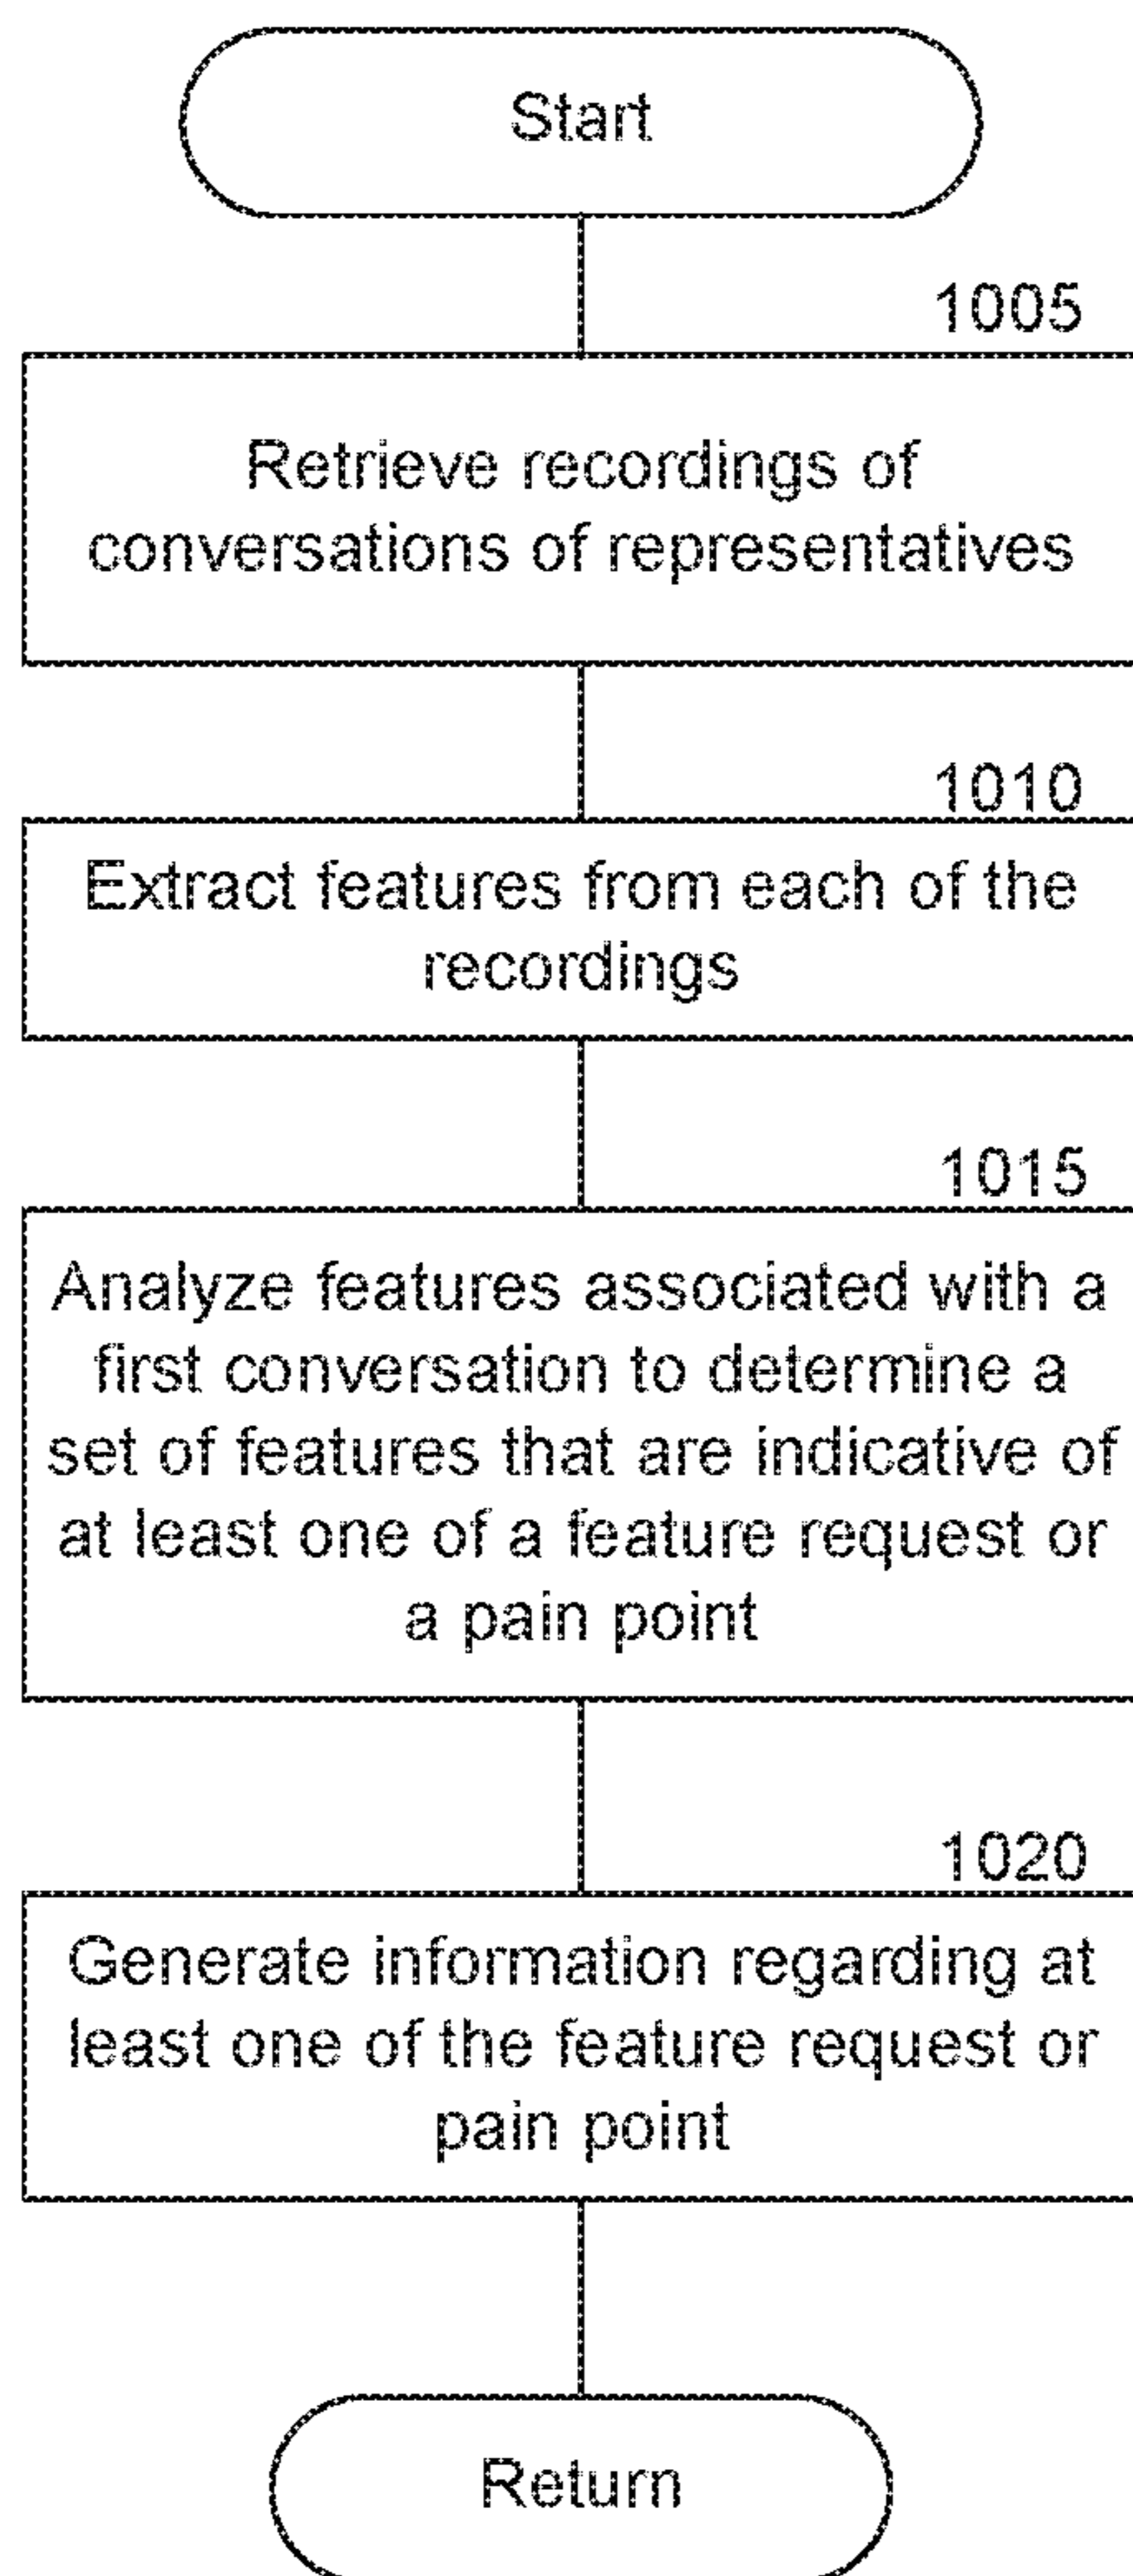 Start
1005
Retrieve recordings of
conversations of representatives
1010
Extract features from each of the
recordings
1015
Analyze features associated with a
first conversation to determine a
set of features that are indicative of
at least one of a feature request or
a pain point
1020
Generate information regarding at
least one of the feature request or
pain point
Return